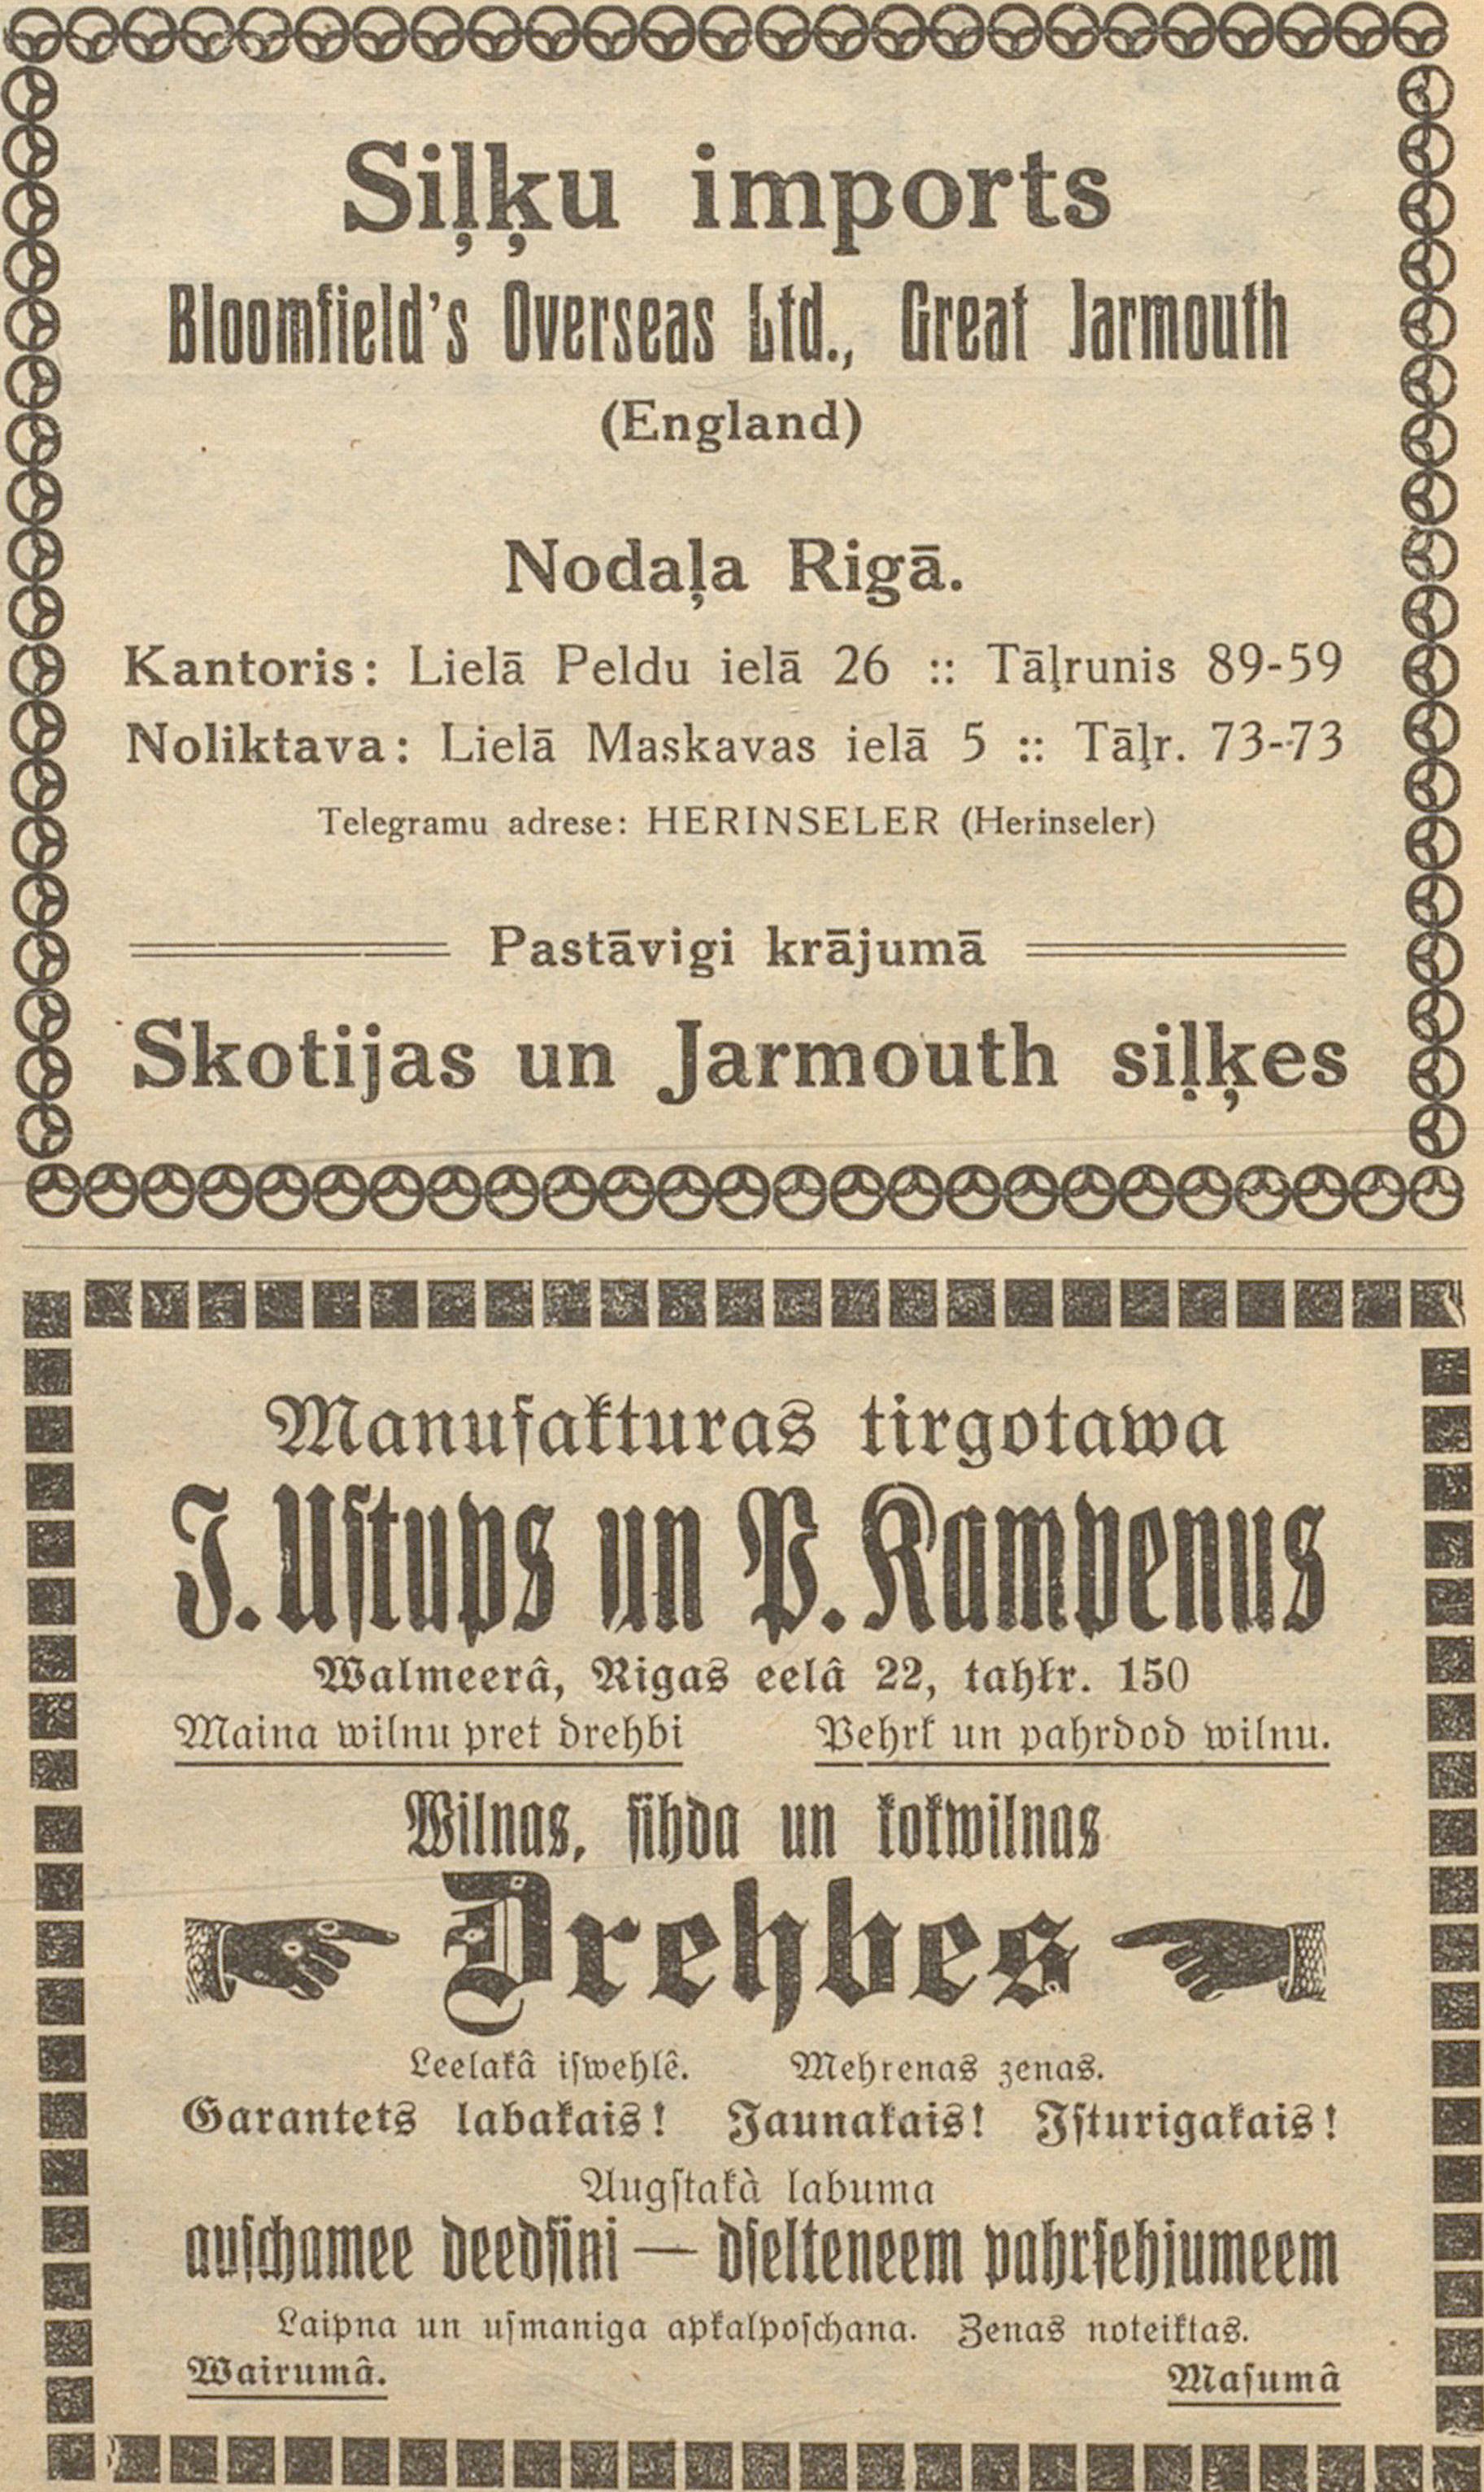 Siļķu imports
Bloomfield's Overseas Ltd., Great Jarmouth
(England)
Nodaļa Rigā.
Kantoris: Lielā Peldu ielā 26 :: Tāļrunis 89-59
Noliktava: Lielā Maskavas ielā 5 :: Tāļr. 73-73
Telegramu adrese: HERINSELER (Herinseler)
Pastāvigi krājumā
Skotijas un Jarmouth siļķes
Manufakturas tirgotawa
J. Uſtups un P. Kampenus
Walmeerâ, Rigas eelâ 22, tahlr. 150
Maina wilnu pret drehbi Pehrk un pahrdod wilnu.
Wilnas, ſihda un kokwilnas
Drehbes
Leelakâ iſwehlê. Mehrenas zenas.
Garantets labakais! Jaunakais! Iſturigakais!
Augſtakà labuma
auſchamee deedſini — dſelteneem pahrſehjumeem
Laipna un uſmaniga apkalpoſchana. Zenas noteiktas.
Wairumâ. Maſumâ